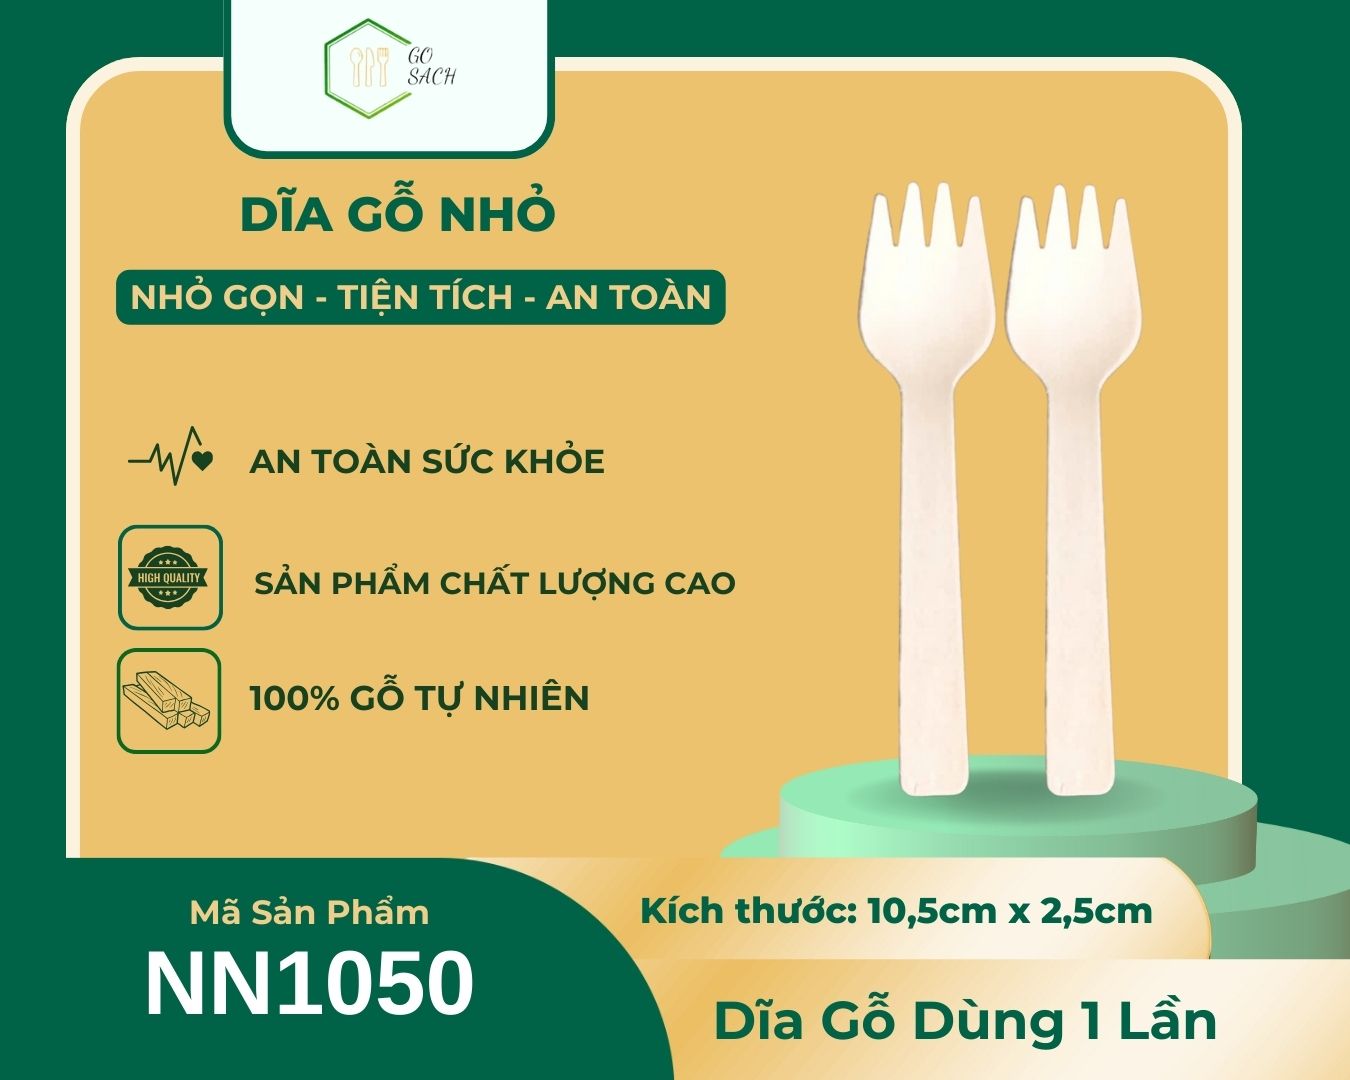 GO
SACH
DĨA GỖ NHỎ
NHỎ GỌN - TIỆN TÍCH - AN TOÀN
AN TOÀN SỨC KHỎE
HIGH QUALITY
SẢN PHẨM CHẤT LƯỢNG CAO
100% GỖ TỰ NHIÊN
Mã Sản Phẩm
NN1050
Kích thước: 10,5cm x 2,5cm
Dĩa Gỗ Dùng 1 Lần